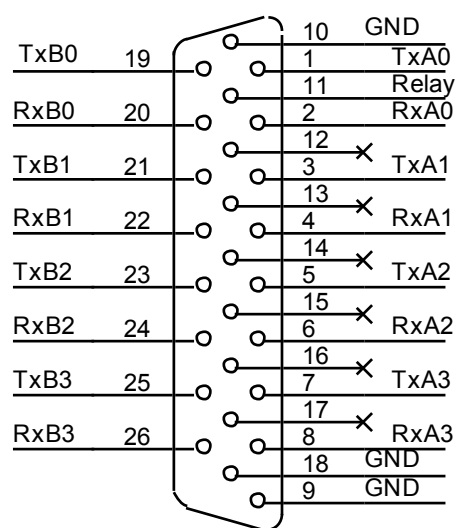 10 GND
TxB0 19 1 TxA0
11 Relay
RxB0 20 2 RxA0
12
TxB1 21 3 TxA1
13
RxB1 22 4 RxA1
14
TxB2 23 5 TxA2
15
RxB2 24 6 RxA2
16
TxB3 25 7 TxA3
17
RxB3 26 8 RxA3
18 GND
9 GND